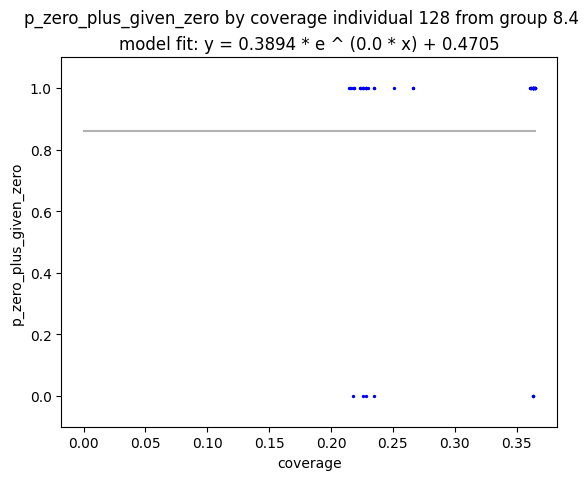 p_zero_plus_given_zero by coverage individual 128 from group 8.4
model fit: y = 0.3894 * e ^ (0.0 * x) + 0.4705
1.0
0.8
0.6
0.4
0.2
0.0
p_zero_plus_given_zero
0.00 0.05 0.10 0.15 0.20 0.25 0.30 0.35
coverage